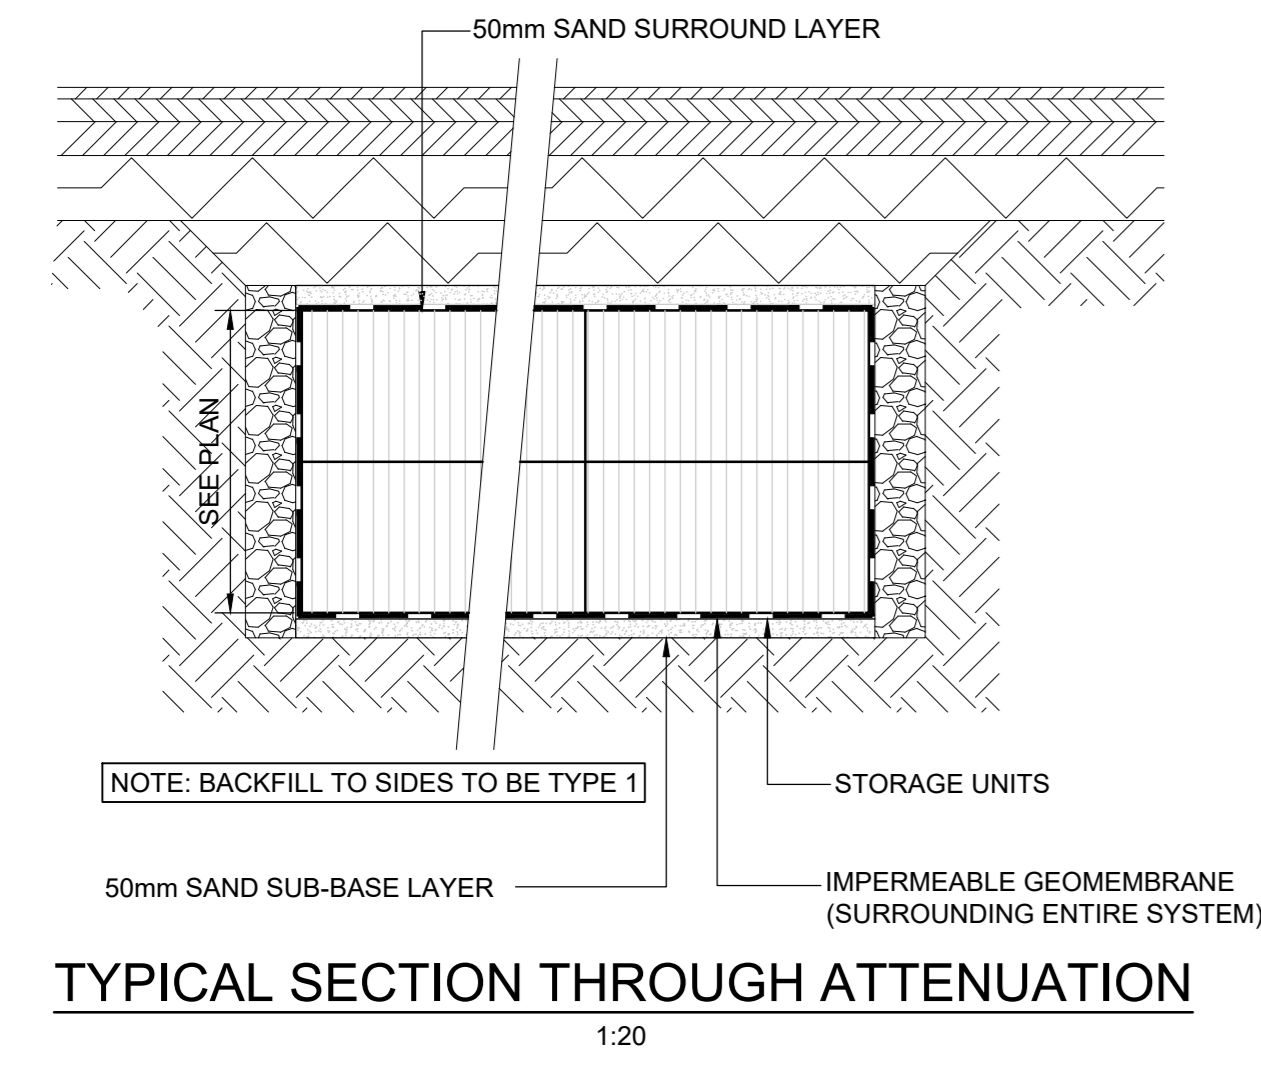 50mm SAND SURROUND LAYER
SEE PLAN
NOTE: BACKFILL TO SIDES TO BE TYPE 1
STORAGE UNITS
50mm SAND SUB-BASE LAYER
IMPERMEABLE GEOMEMBRANE
(SURROUNDING ENTIRE SYSTEM)
TYPICAL SECTION THROUGH ATTENUATION
1:20